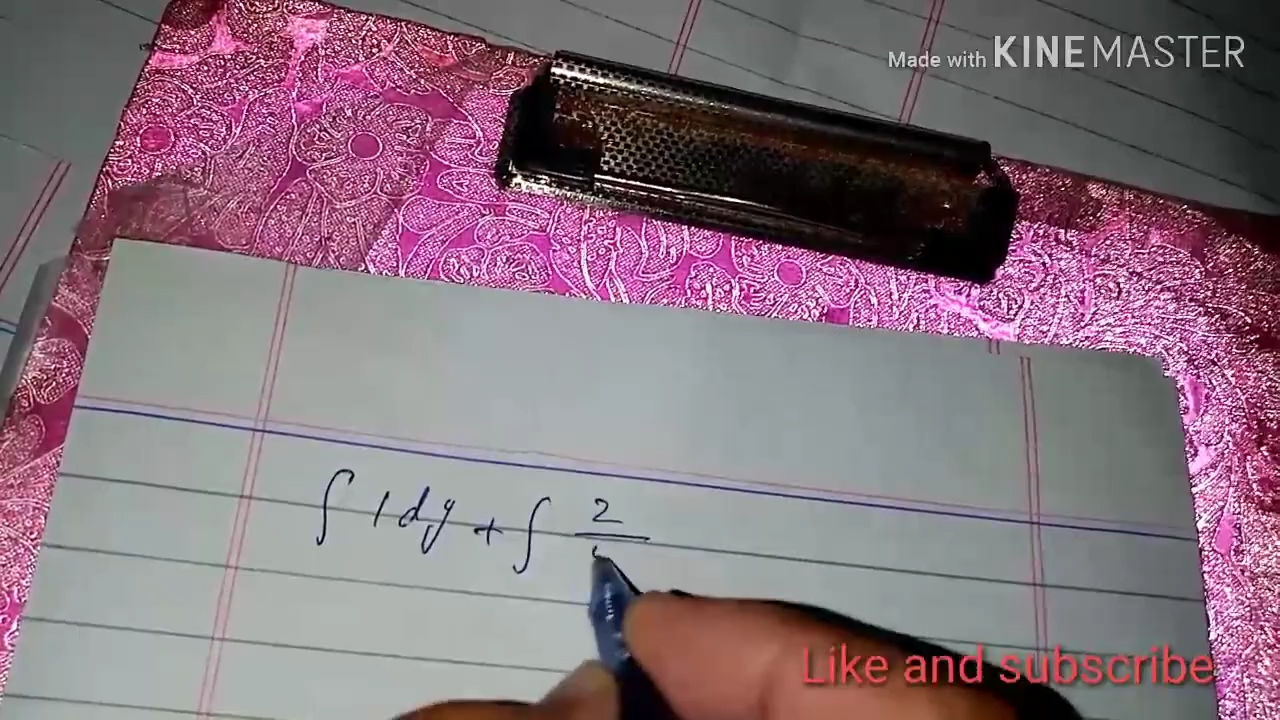 Made with KINEMASTER
∫ 1 dy + ∫ 2
Like and subscribe